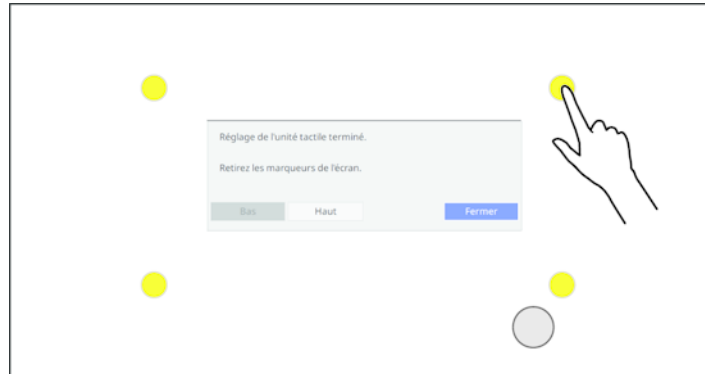 Réglage de l'unité tactile terminé.
Retirez les marqueurs de l'écran.
Bas
Haut
Fermer